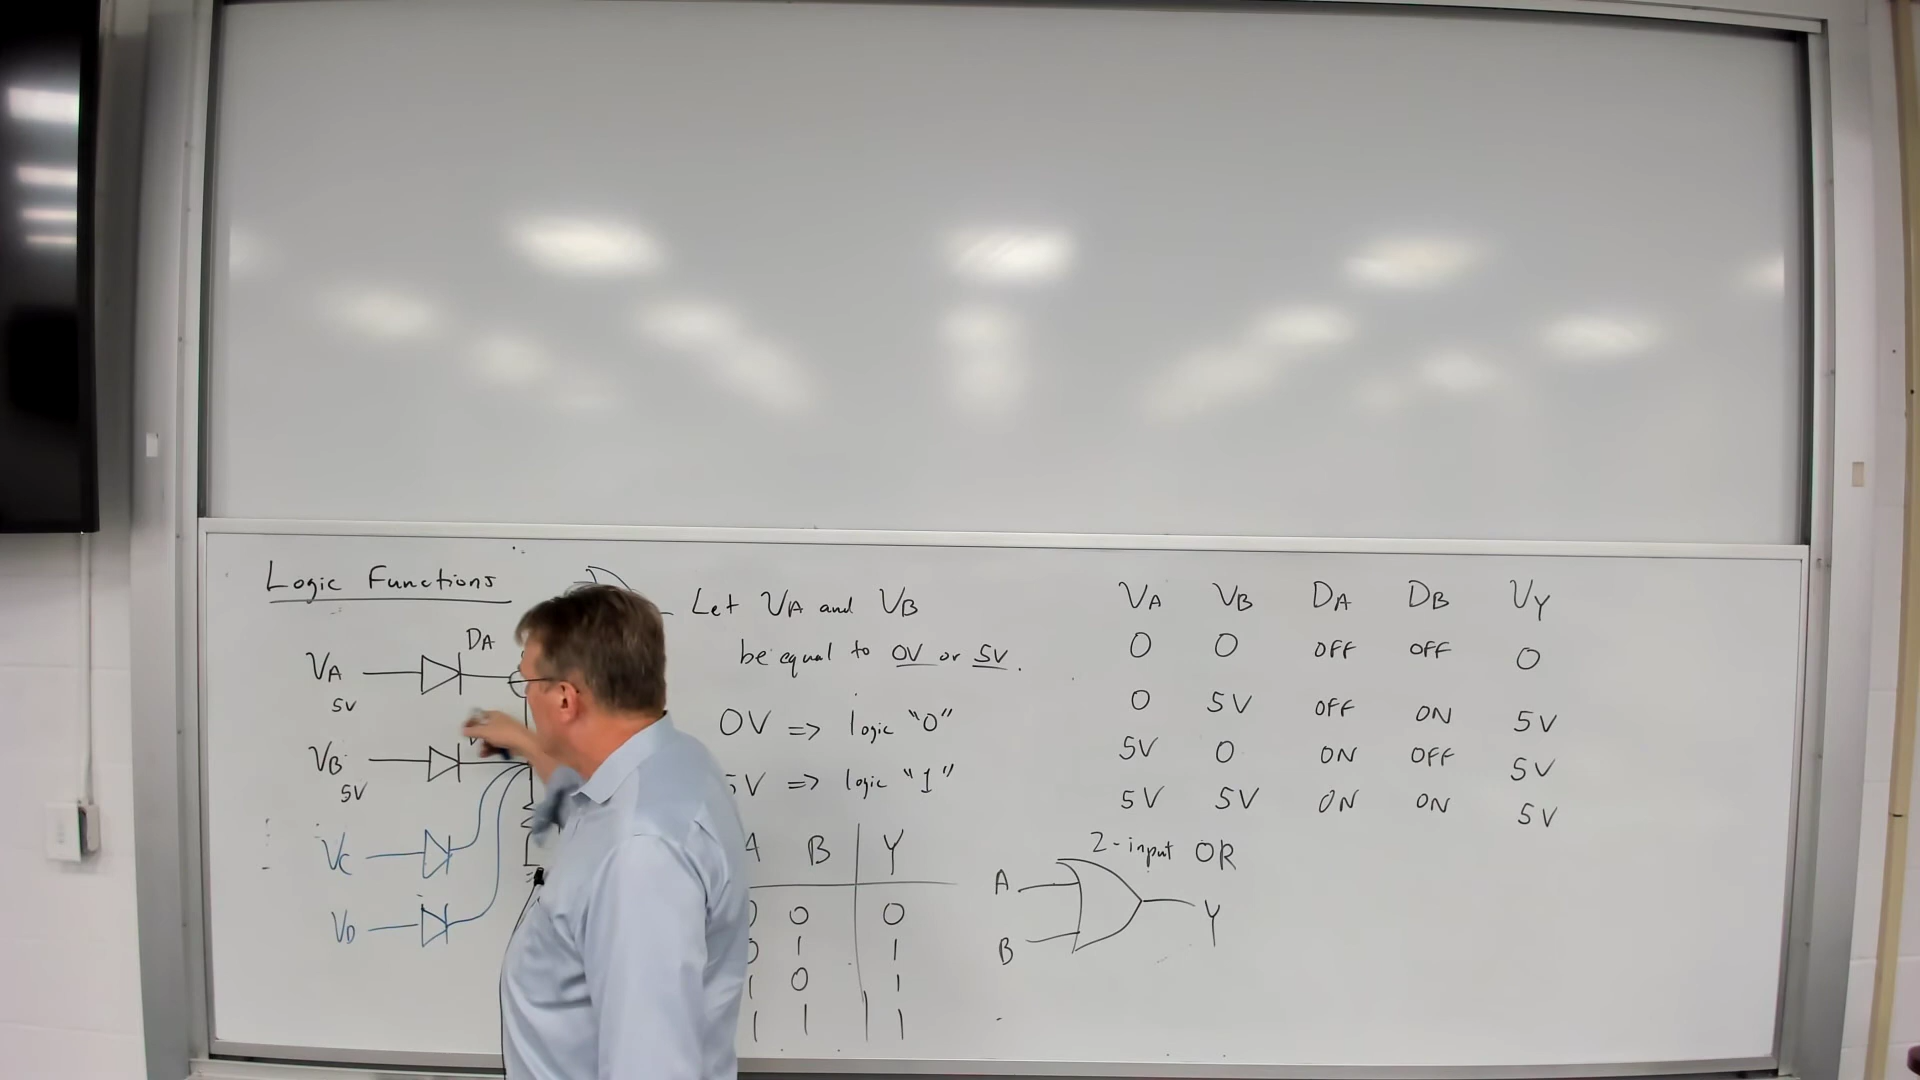 Logic Functions
DA
VA
5V
VB
5V
VC
VD
Let VA and VB
be equal to 0V or 5V.
0V => logic "0"
5V => logic "1"
A B Y
0 0 0
0 1 1
1 0 1
1 1 1
VA VB DA DB VY
0 0 OFF OFF 0
0 5V OFF ON 5V
5V 0 ON OFF 5V
5V 5V ON ON 5V
2-input OR
A
B
Y